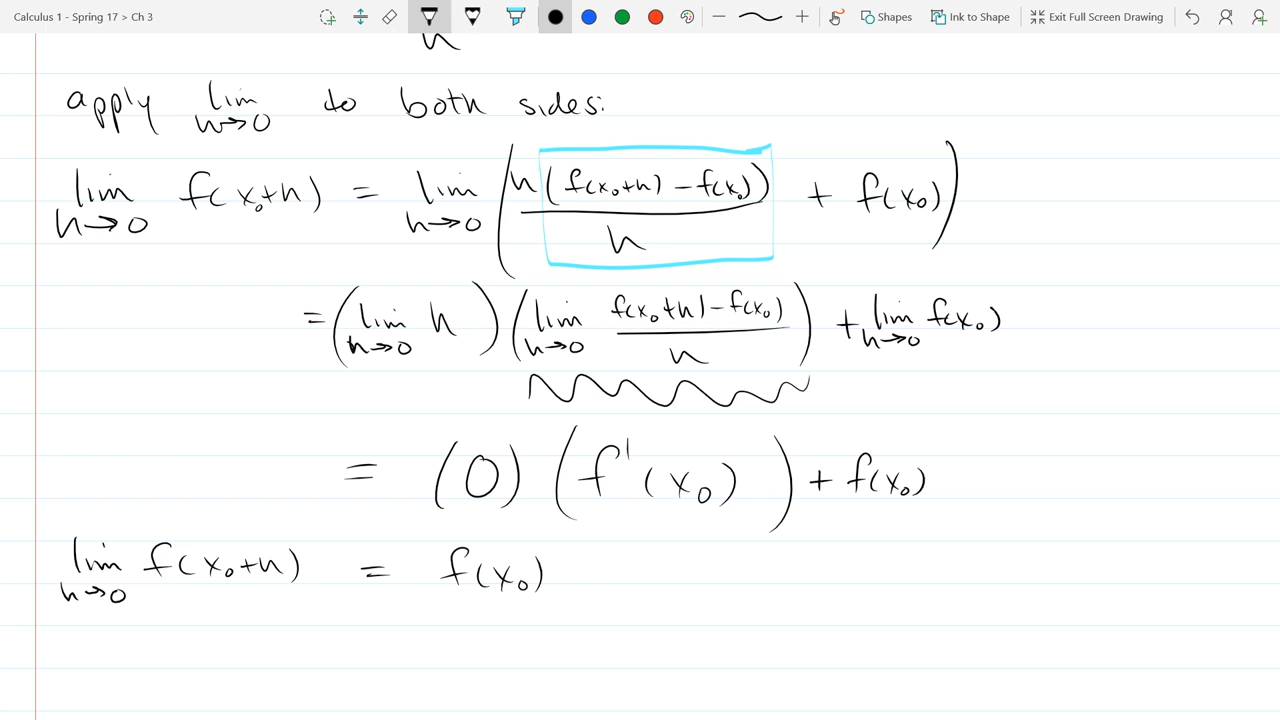 Calculus 1 - Spring 17 > Ch 3
Shapes
Ink to Shape
Exit Full Screen Drawing
h
apply lim h→0 to both sides:
lim h→0 f(x₀+h) = lim h→0 ( h (f(x₀+h) - f(x₀)) / h + f(x₀) )
= ( lim h→0 h ) ( lim h→0 f(x₀+h) - f(x₀) / h ) + lim h→0 f(x₀)
= (0) ( f'(x₀) ) + f(x₀)
lim h→0 f(x₀+h) = f(x₀)